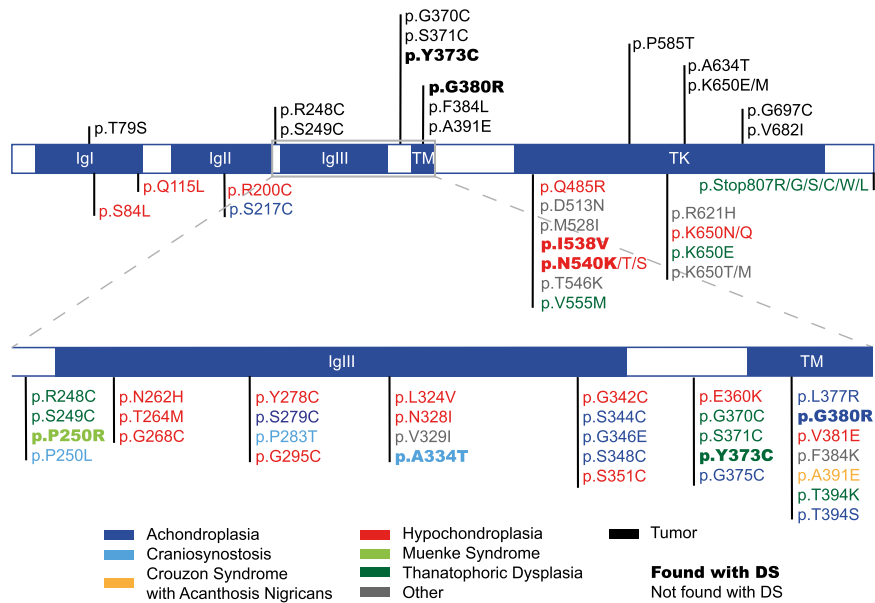 p.G370C
p.S371C
p.Y373C
p.G380R
p.F384L
p.A391E
p.P585T
p.A634T
p.K650E/M
p.G697C
p.V682I
p.T79S
p.R248C
p.S249C
IgI
IgII
IgIII
TM
TK
p.Q115L
p.S84L
p.R200C
p.S217C
p.Q485R
p.D513N
p.M528I
p.I538V
p.N540K/T/S
p.T546K
p.V555M
p.Stop807R/G/S/C/W/L
p.R621H
p.K650N/Q
p.K650E
p.K650T/M
IgIII
TM
p.R248C
p.S249C
p.P250R
p.P250L
p.N262H
p.T264M
p.G268C
p.Y278C
p.S279C
p.P283T
p.G295C
p.L324V
p.N328I
p.V329I
p.A334T
p.G342C
p.S344C
p.G346E
p.S348C
p.S351C
p.E360K
p.G370C
p.S371C
p.Y373C
p.G375C
p.L377R
p.G380R
p.V381E
p.F384K
p.A391E
p.T394K
p.T394S
Achondroplasia
Craniosynostosis
Crouzon Syndrome
with Acanthosis Nigricans
Hypochondroplasia
Muenke Syndrome
Thanatophoric Dysplasia
Other
Tumor
Found with DS
Not found with DS